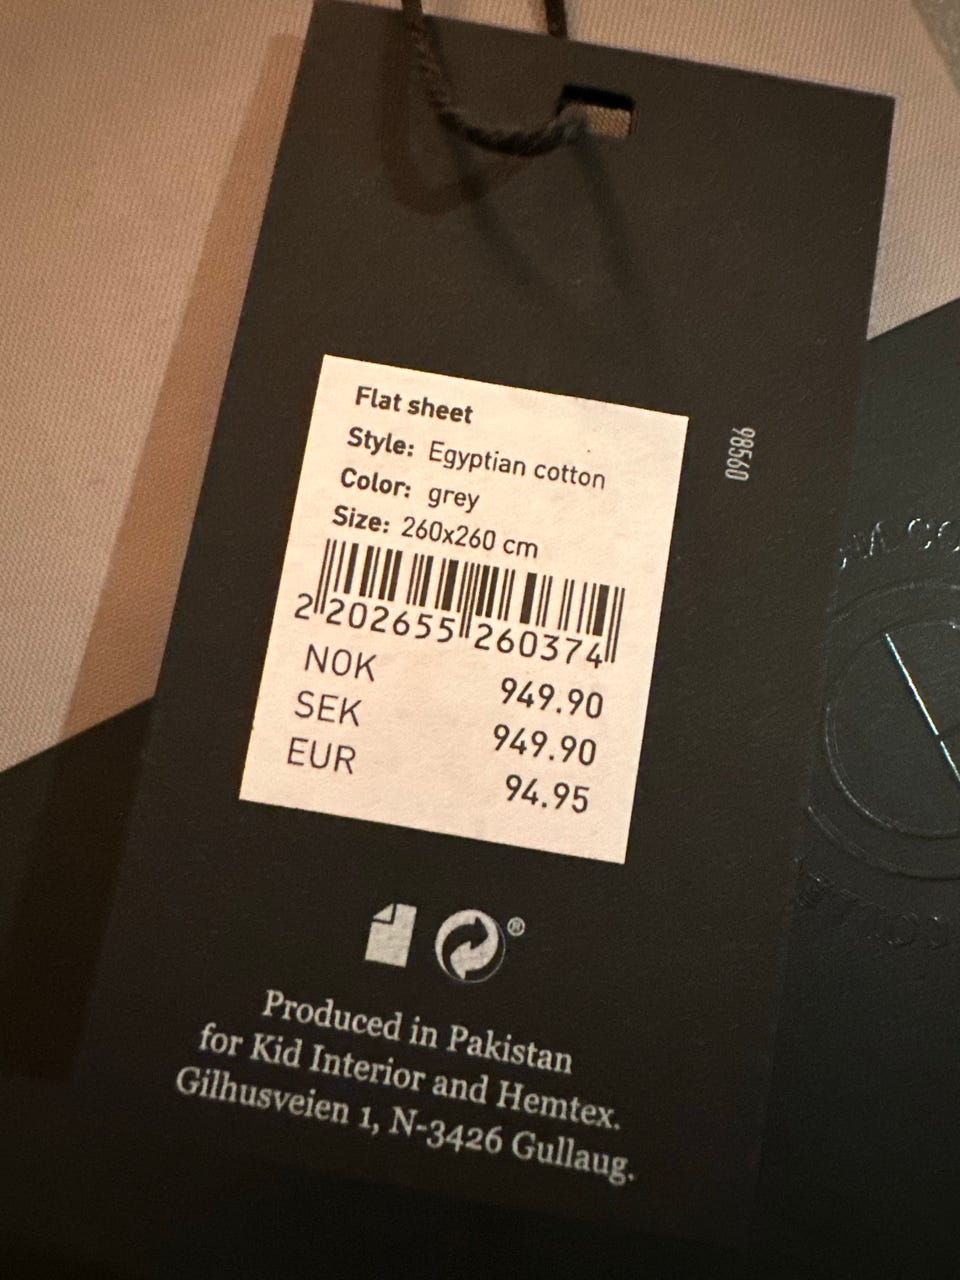 98560
Flat sheet
Style: Egyptian cotton
Color: grey
Size: 260x260 cm
2 202655 260374
NOK 949.90
SEK 949.90
EUR 94.95
®
Produced in Pakistan
for Kid Interior and Hemtex.
Gilhusveien 1, N-3426 Gullaug.